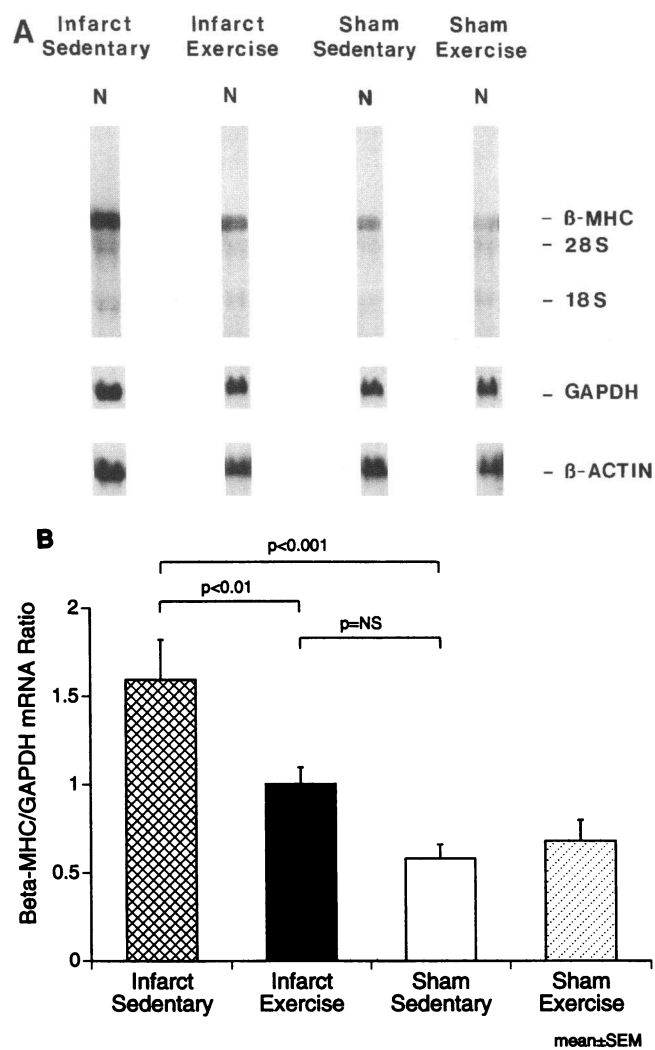 A
Infarct Infarct Sham Sham
Sedentary Exercise Sedentary Exercise
N N N N
- ß-MHC
- 28S
- 18S
- GAPDH
- ß-ACTIN
B
p<0.001
p<0.01
p=NS
2
1.5
1
0.5
0
Beta-MHC/GAPDH mRNA Ratio
Infarct Infarct Sham Sham
Sedentary Exercise Sedentary Exercise
mean±SEM